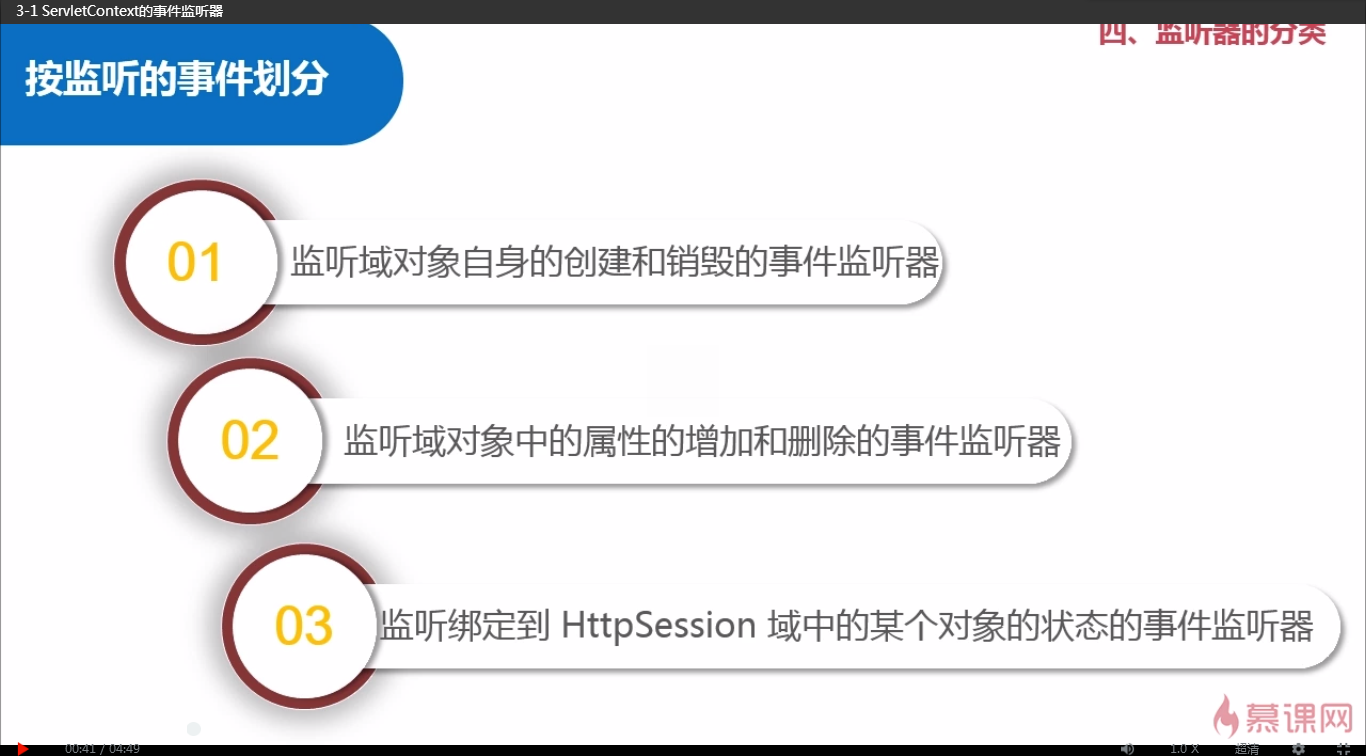 3-1 ServletContext的事件监听器
四、监听器的分类
按监听的事件划分
01
监听域对象自身的创建和销毁的事件监听器
02
监听域对象中的属性的增加和删除的事件监听器
03
监听绑定到 HttpSession 域中的某个对象的状态的事件监听器
慕课网
00:41 / 04:49
1.0 X
超清